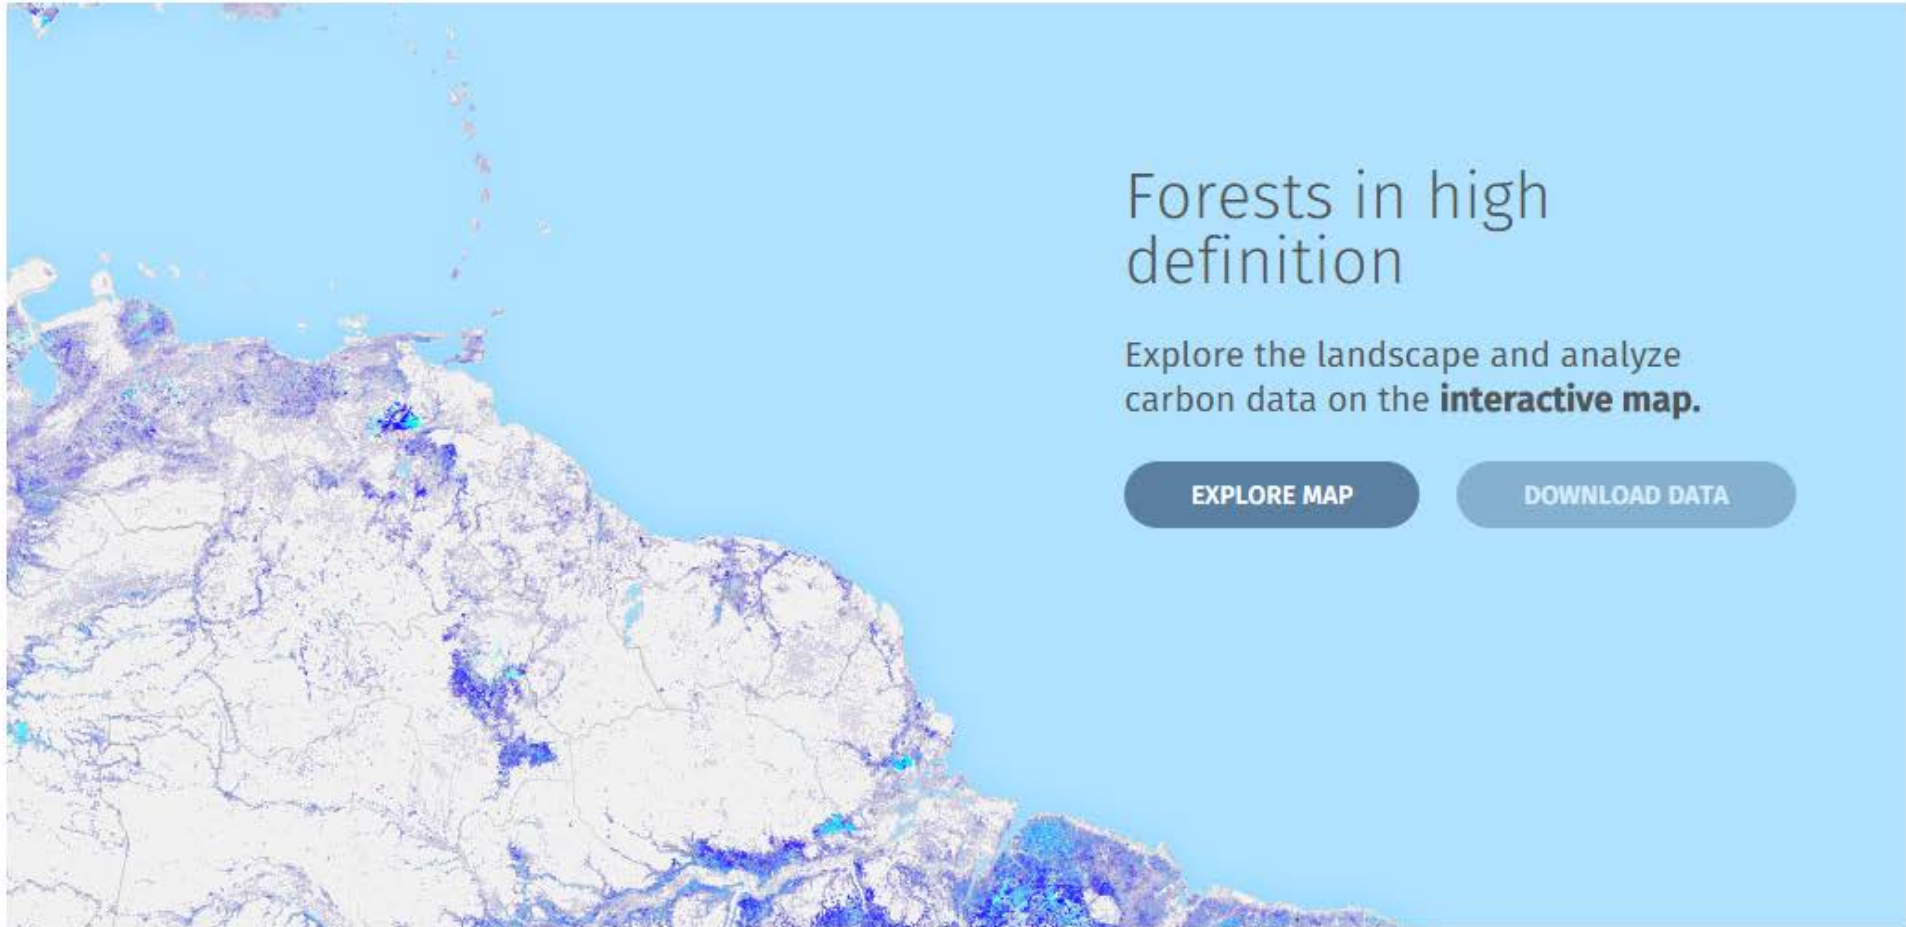 Forests in high
definition
Explore the landscape and analyze
carbon data on the interactive map.
EXPLORE MAP
DOWNLOAD DATA